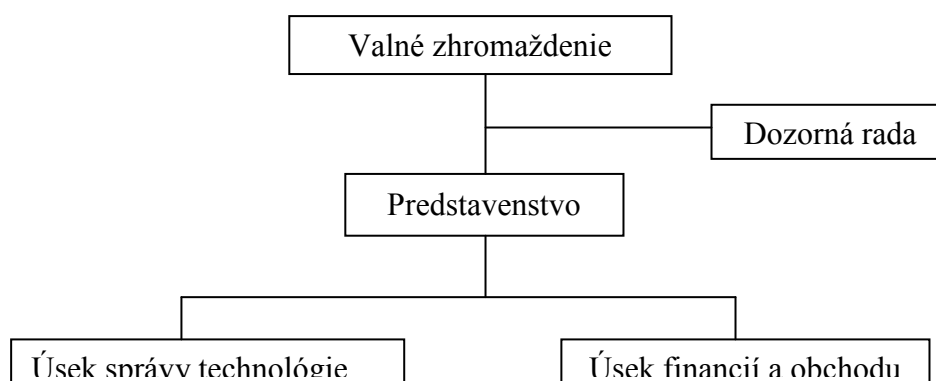 Valné zhromaždenie
Dozorná rada
Predstavenstvo
Úsek správy technológie
Úsek financií a obchodu